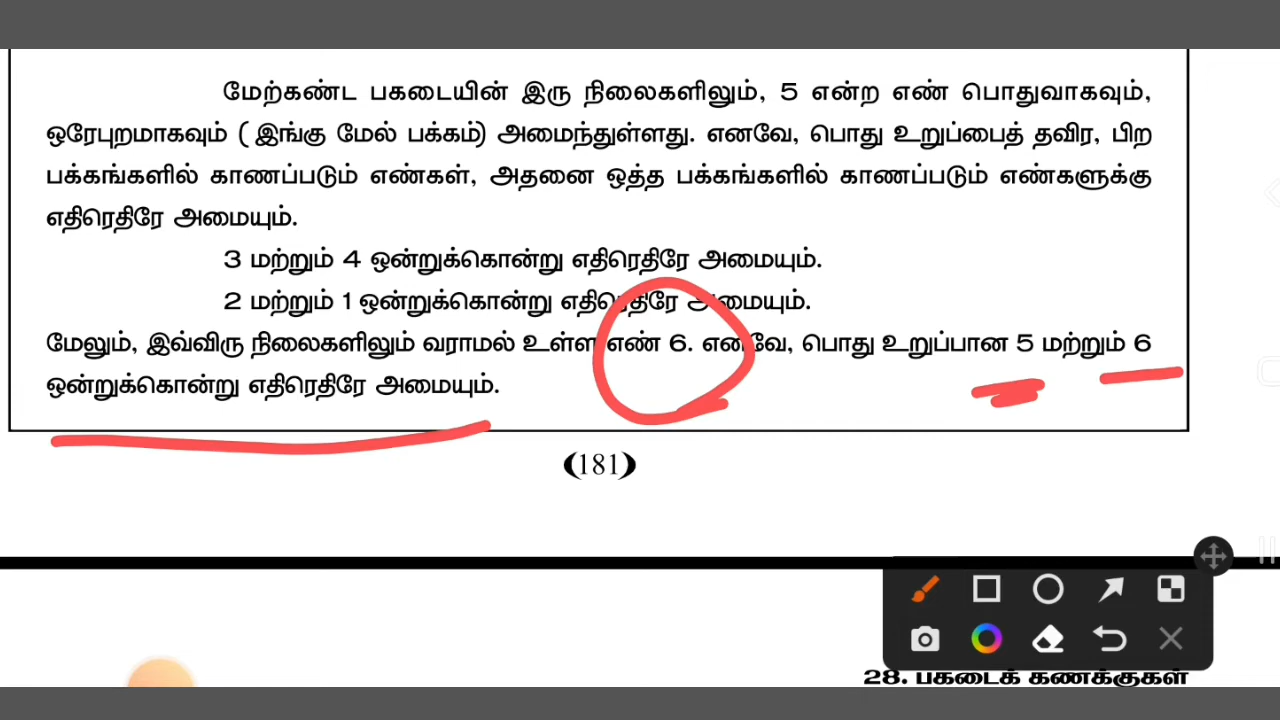 மேற்கண்ட பகடையின் இரு நிலைகளிலும், 5 என்ற எண் பொதுவாகவும்,
ஒரேபுறமாகவும் ( இங்கு மேல் பக்கம்) அமைந்துள்ளது. எனவே, பொது உறுப்பைத் தவிர, பிற
பக்கங்களில் காணப்படும் எண்கள், அதனை ஒத்த பக்கங்களில் காணப்படும் எண்களுக்கு
எதிரெதிரே அமையும்.
3 மற்றும் 4 ஒன்றுக்கொன்று எதிரெதிரே அமையும்.
2 மற்றும் 1 ஒன்றுக்கொன்று எதிரெதிரே அமையும்.
மேலும், இவ்விரு நிலைகளிலும் வராமல் உள்ள எண் 6. எனவே, பொது உறுப்பான 5 மற்றும் 6
ஒன்றுக்கொன்று எதிரெதிரே அமையும்.
(181)
28. பகடைக் கணக்குகள்